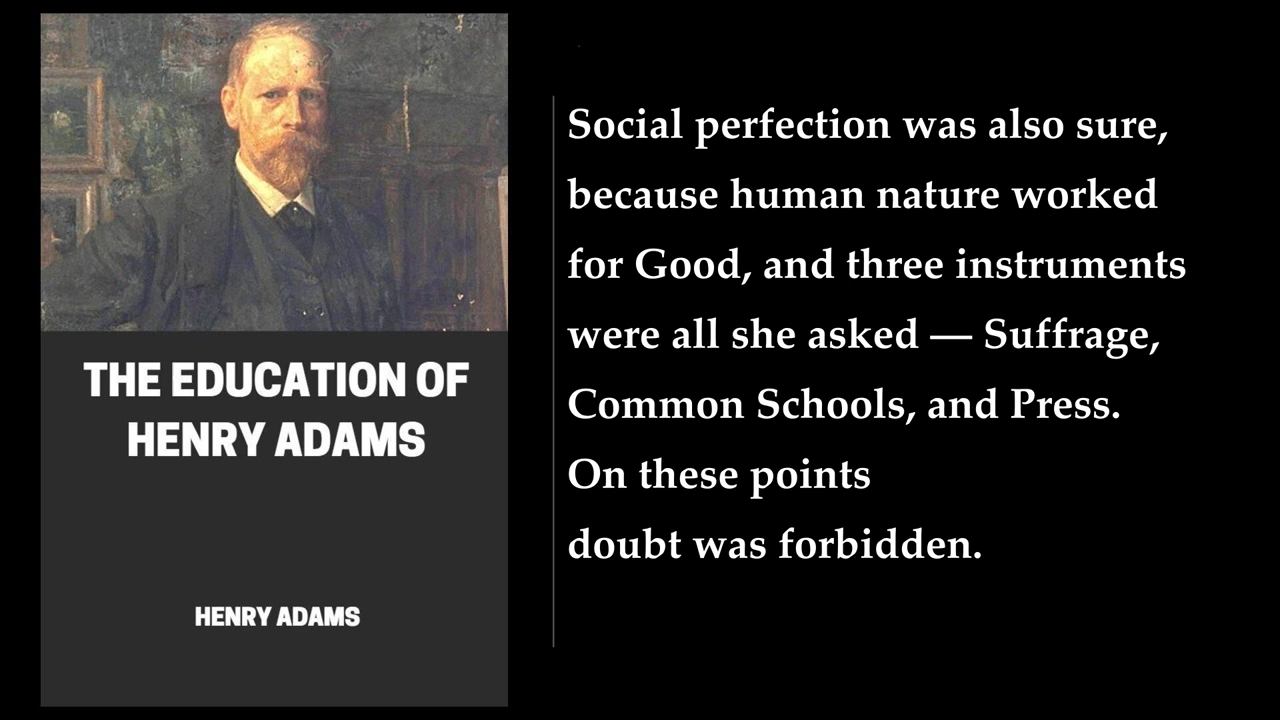 THE EDUCATION OF
HENRY ADAMS
HENRY ADAMS
Social perfection was also sure,
because human nature worked
for Good, and three instruments
were all she asked — Suffrage,
Common Schools, and Press.
On these points
doubt was forbidden.